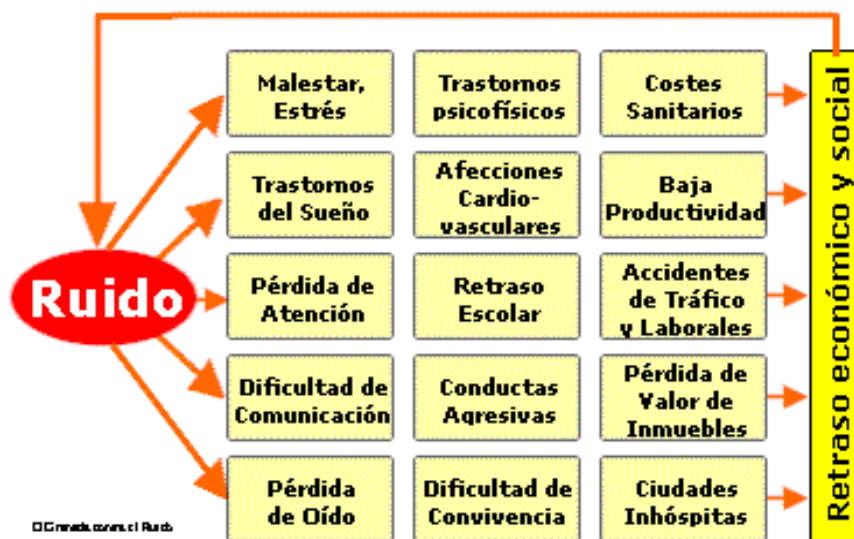 Malestar,
Estrés
Trastornos
psicofísicos
Costes
Sanitarios
Trastornos
del Sueño
Afecciones
Cardio-
vasculares
Baja
Productividad
Ruido
Pérdida de
Atención
Retraso
Escolar
Accidentes
de Tráfico
y Laborales
Dificultad de
Comunicación
Conductas
Agresivas
Pérdida de
Valor de
Inmuebles
Pérdida
de Oído
Dificultad de
Convivencia
Ciudades
Inhóspitas
Retraso económico y social